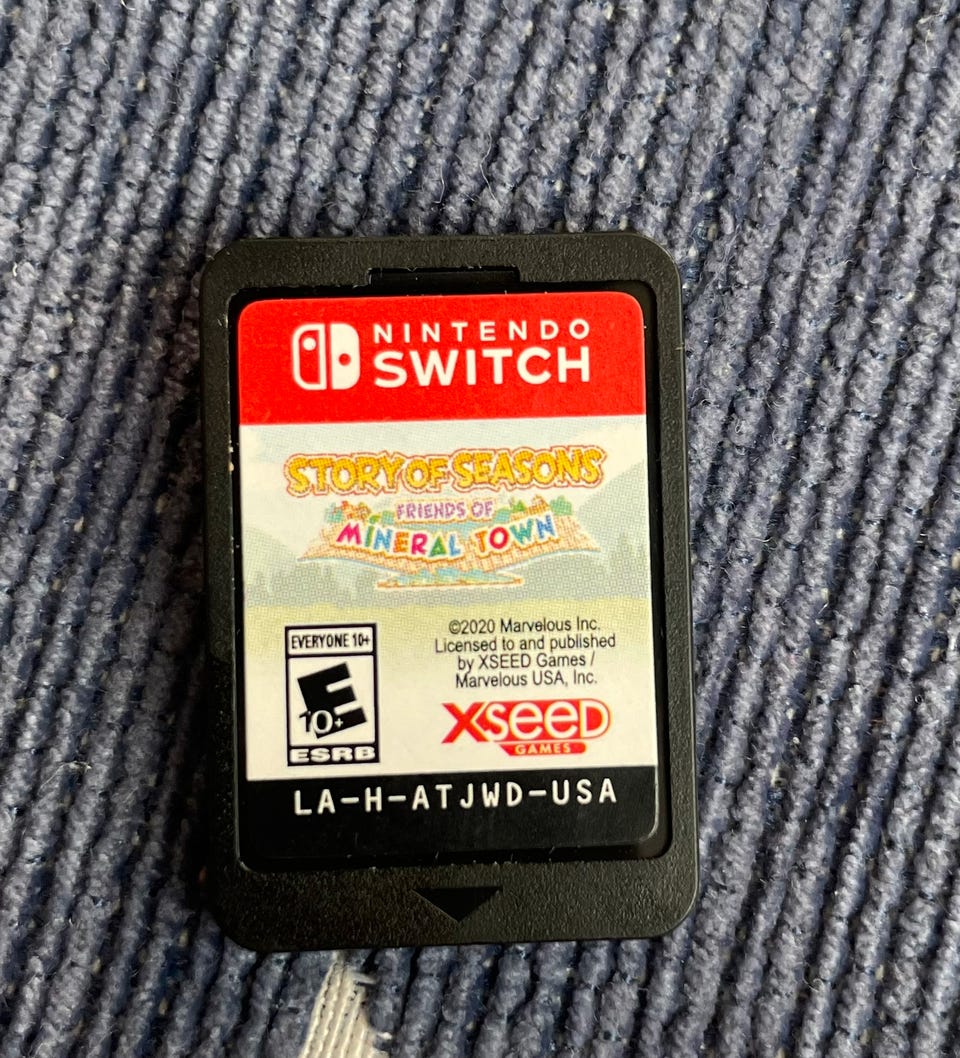 NINTENDO
SWITCH
STORY OF SEASONS
FRIENDS OF
MINERAL TOWN
EVERYONE 10+
E
10+
ESRB
©2020 Marvelous Inc.
Licensed to and published
by XSEED Games /
Marvelous USA, Inc.
XSEED
GAMES
LA-H-ATJWD-USA